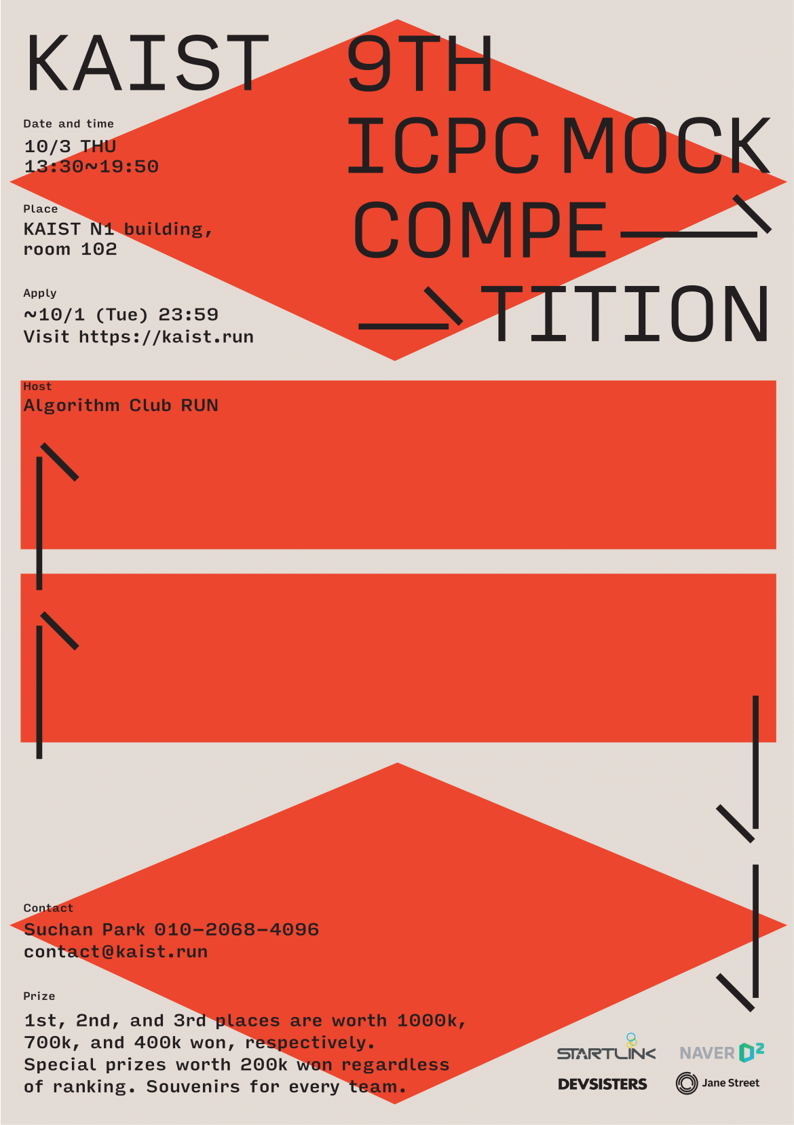 KAIST 9TH
ICPC MOCK
COMPE
TITION
Date and time
10/3 THU
13:30~19:50
Place
KAIST N1 building,
room 102
Apply
~10/1 (Tue) 23:59
Visit https://kaist.run
Host
Algorithm Club RUN
Contact
Suchan Park 010-2068-4096
contact@kaist.run
Prize
1st, 2nd, and 3rd places are worth 1000k,
700k, and 400k won, respectively.
Special prizes worth 200k won regardless
of ranking. Souvenirs for every team.
STARTLINK NAVER D2
DEVSISTERS Jane Street